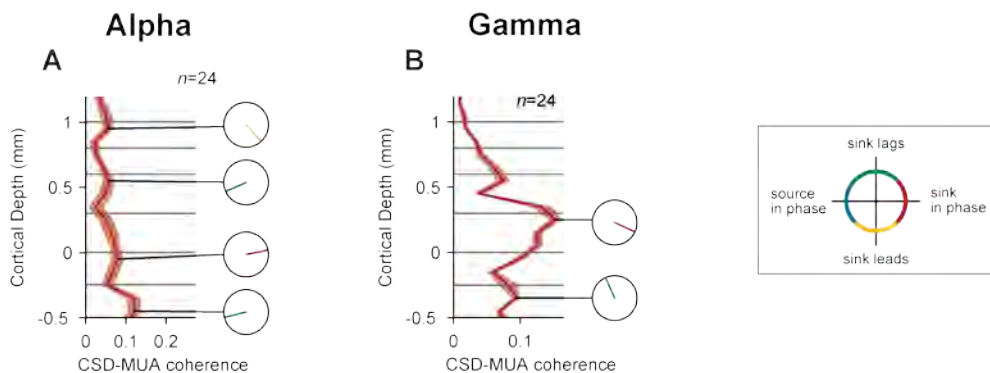 Alpha
A
n=24
Cortical Depth (mm)
1
0.5
0
-0.5
0
0.1
0.2
CSD-MUA coherence
Gamma
B
n=24
Cortical Depth (mm)
1
0.5
0
-0.5
0
0.1
CSD-MUA coherence
sink lags
source
in phase
sink
in phase
sink leads